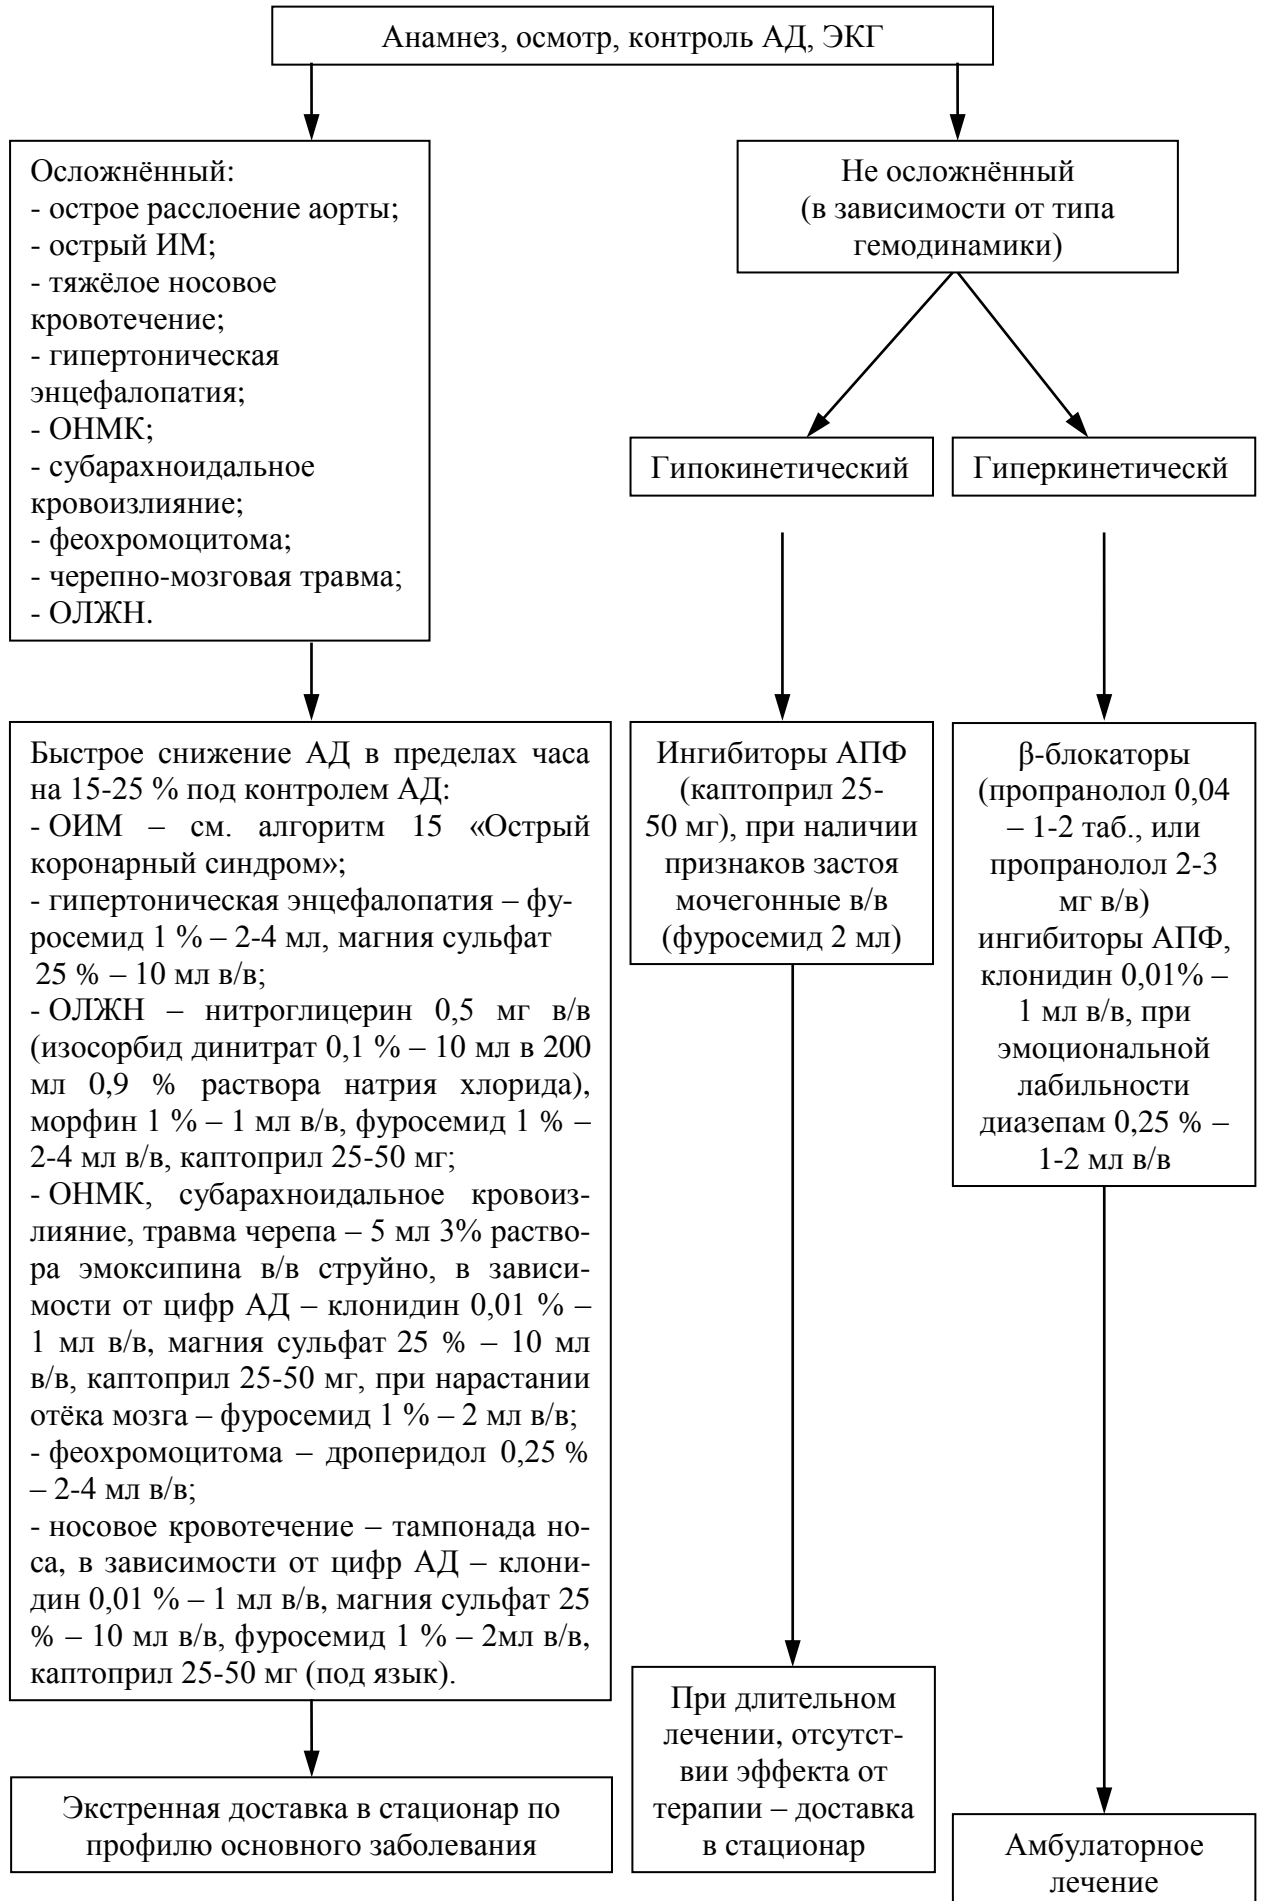 Анамнез, осмотр, контроль АД, ЭКГ
Осложнённый:
- острое расслоение аорты;
- острый ИМ;
- тяжёлое носовое
кровотечение;
- гипертоническая
энцефалопатия;
- ОНМК;
- субарахноидальное
кровоизлияние;
- феохромоцитома;
- черепно-мозговая травма;
- ОЛЖН.
Не осложнённый
(в зависимости от типа
гемодинамики)
Гипокинетический
Гиперкинетическй
Быстрое снижение АД в пределах часа
на 15-25 % под контролем АД:
- ОИМ – см. алгоритм 15 «Острый
коронарный синдром»;
- гипертоническая энцефалопатия – фу-
росемид 1 % – 2-4 мл, магния сульфат
25 % – 10 мл в/в;
- ОЛЖН – нитроглицерин 0,5 мг в/в
(изосорбид динитрат 0,1 % – 10 мл в 200
мл 0,9 % раствора натрия хлорида),
морфин 1 % – 1 мл в/в, фуросемид 1 % –
2-4 мл в/в, каптоприл 25-50 мг;
- ОНМК, субарахноидальное кровоиз-
лияние, травма черепа – 5 мл 3% раство-
ра эмоксипина в/в струйно, в зависи-
мости от цифр АД – клонидин 0,01 % –
1 мл в/в, магния сульфат 25 % – 10 мл
в/в, каптоприл 25-50 мг, при нарастании
отёка мозга – фуросемид 1 % – 2 мл в/в;
- феохромоцитома – дроперидол 0,25 %
– 2-4 мл в/в;
- носовое кровотечение – тампонада но-
са, в зависимости от цифр АД – клони-
дин 0,01 % – 1 мл в/в, магния сульфат 25
% – 10 мл в/в, фуросемид 1 % – 2мл в/в,
каптоприл 25-50 мг (под язык).
Ингибиторы АПФ
(каптоприл 25-
50 мг), при наличии
признаков застоя
мочегонные в/в
(фуросемид 2 мл)
β-блокаторы
(пропранолол 0,04
– 1-2 таб., или
пропранолол 2-3
мг в/в)
ингибиторы АПФ,
клонидин 0,01% –
1 мл в/в, при
эмоциональной
лабильности
диазепам 0,25 % –
1-2 мл в/в
Экстренная доставка в стационар по
профилю основного заболевания
При длительном
лечении, отсутст-
вии эффекта от
терапии – доставка
в стационар
Амбулаторное
лечение